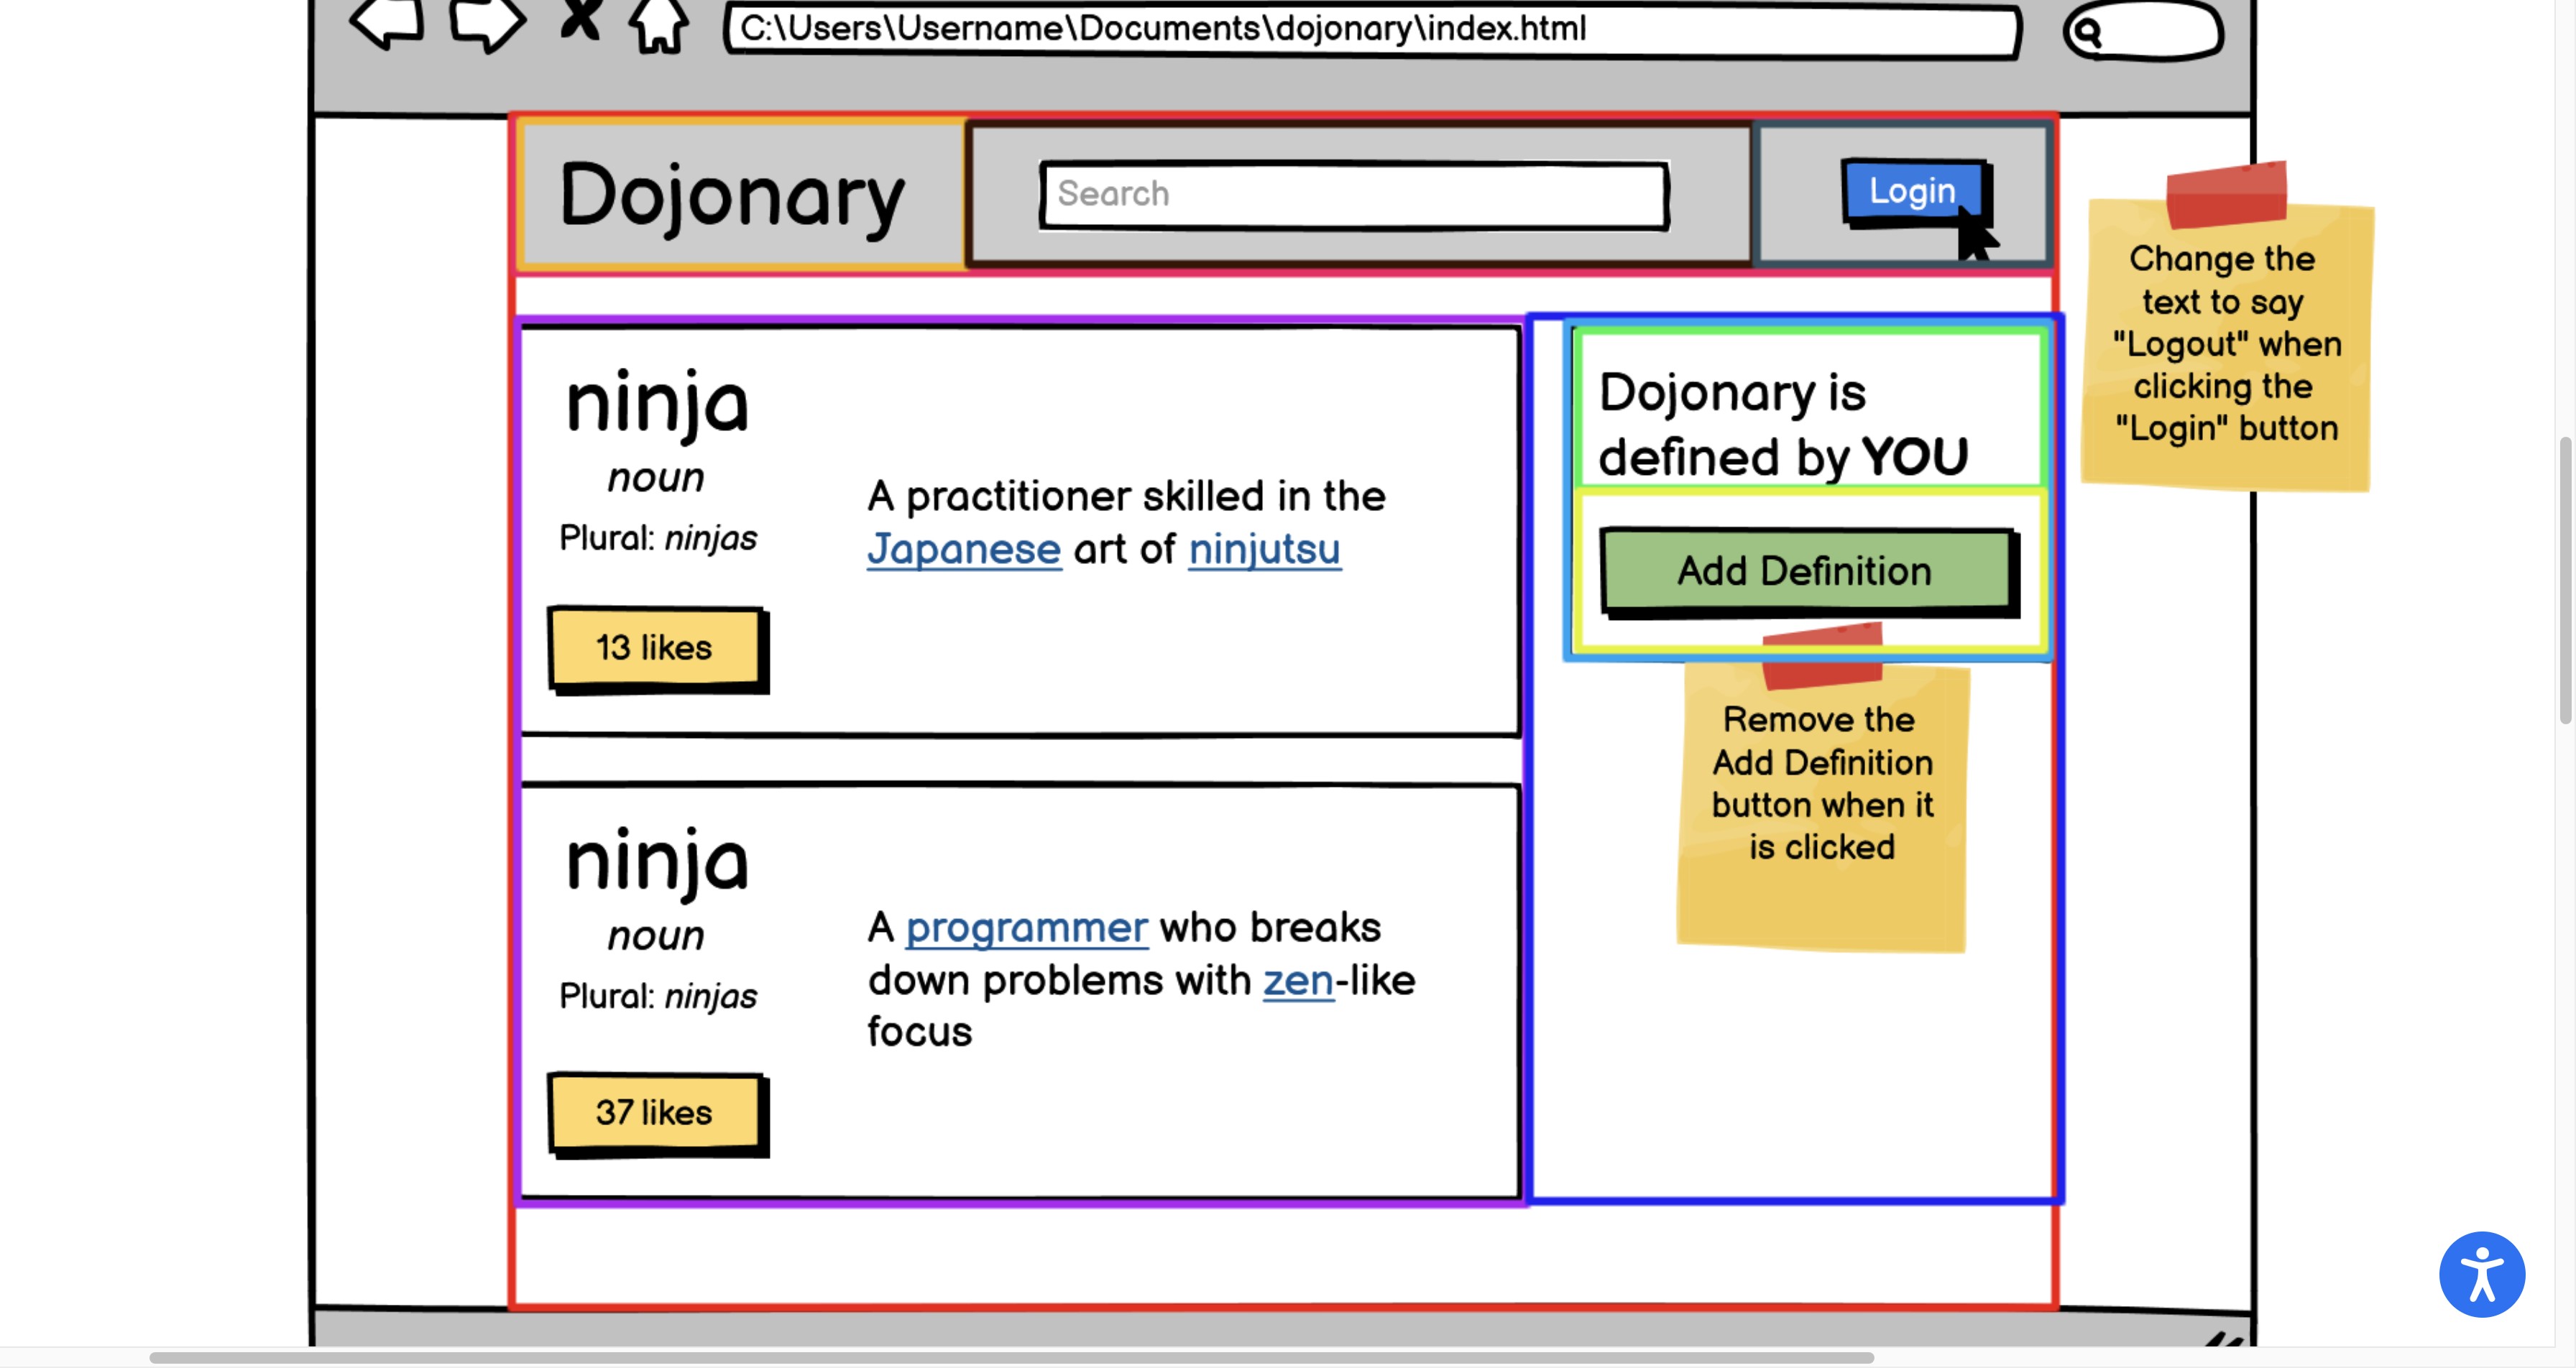 C:\Users\Username\Documents\dojonary\index.html
Dojonary
Search
Login
Change the
text to say
"Logout" when
clicking the
"Login" button
ninja
noun
Plural: ninjas
13 likes
A practitioner skilled in the
Japanese art of ninjutsu
Dojonary is
defined by YOU
Add Definition
Remove the
Add Definition
button when it
is clicked
ninja
noun
Plural: ninjas
37 likes
A programmer who breaks
down problems with zen-like
focus